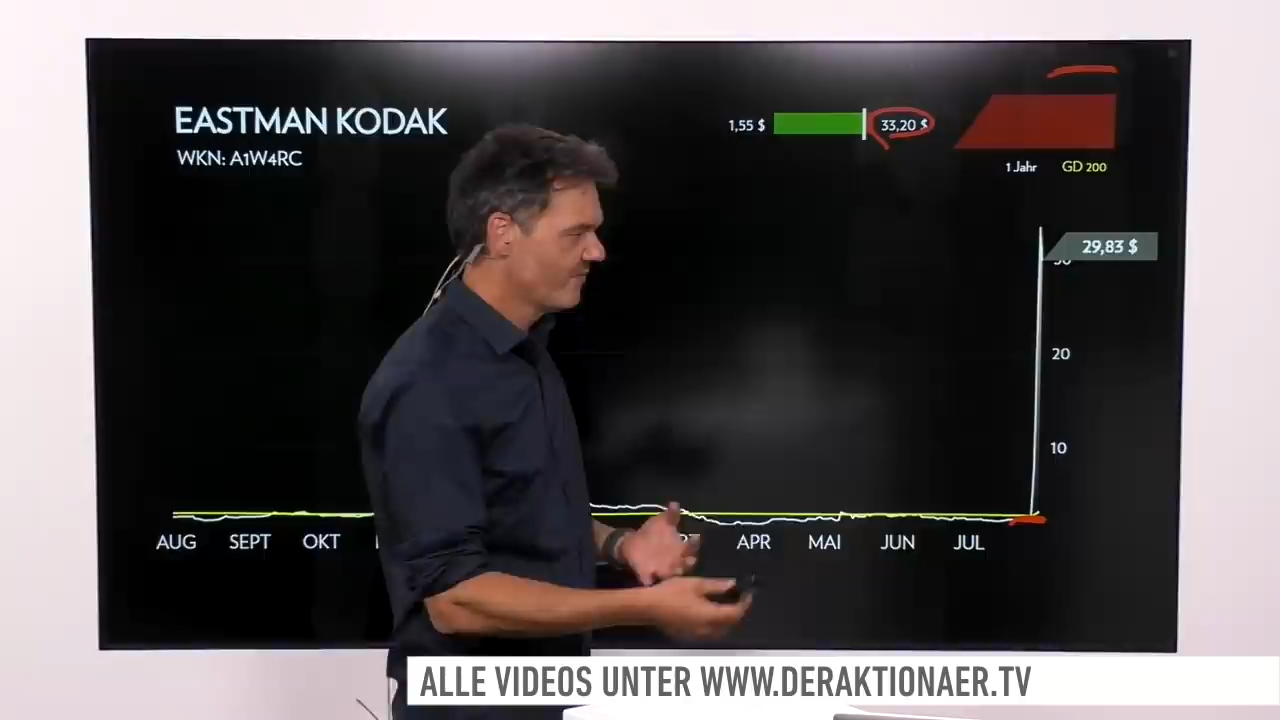 EASTMAN KODAK
WKN: A1W4RC
1,55 $
33,20 $
1 Jahr
GD 200
29,83 $
20
10
AUG SEPT OKT APR MAI JUN JUL
ALLE VIDEOS UNTER WWW.DERAKTIONAER.TV